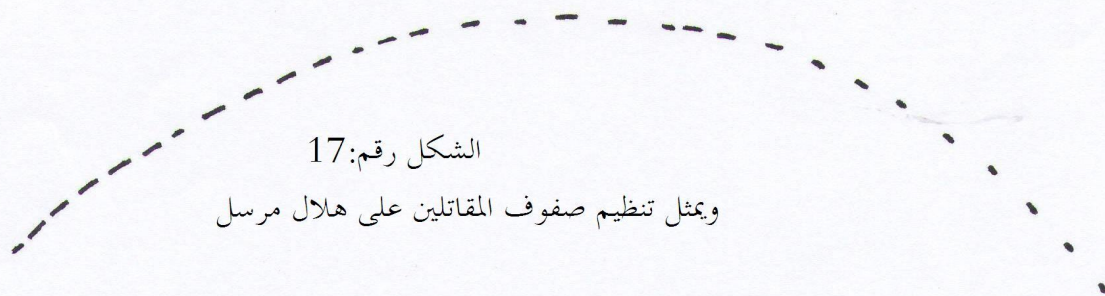 الشكل رقم:17
ويمثل تنظيم صفوف المقاتلين على هلال مرسل